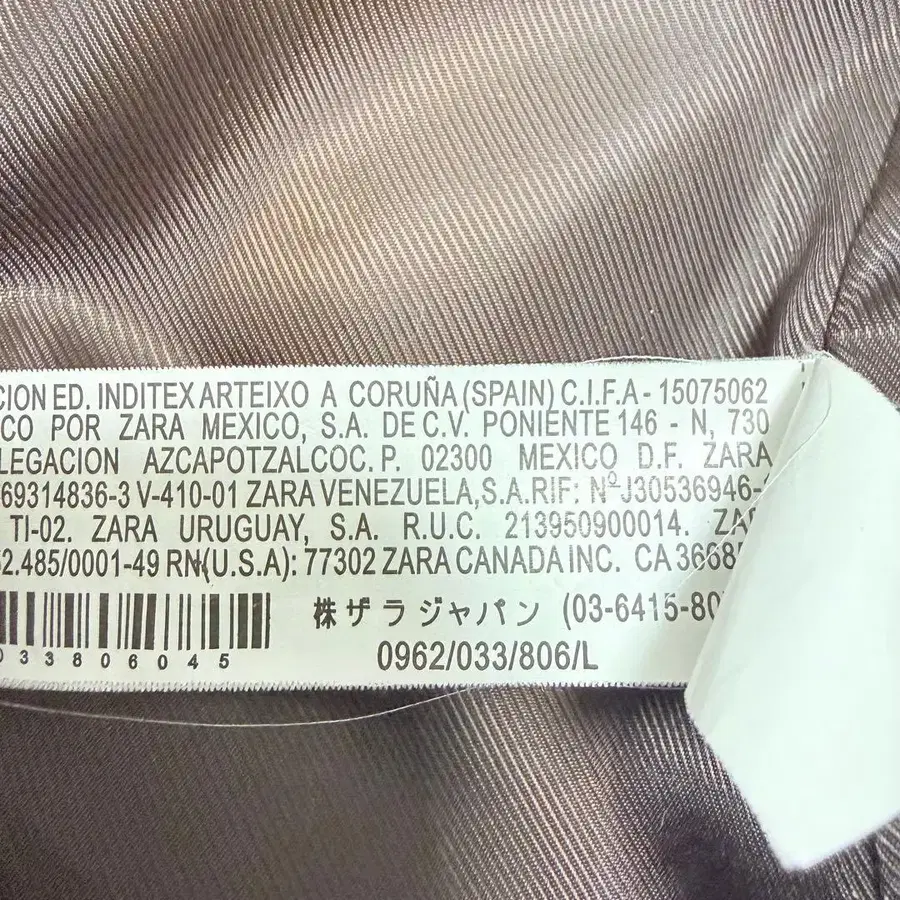 CION ED. INDITEX ARTEIXO A CORUÑA (SPAIN) C.I.F.A - 15075062
CO POR ZARA MEXICO, S.A. DE C.V. PONIENTE 146 - N, 730
LEGACION AZCAPOTZALCOC. P. 02300 MEXICO D.F. ZARA
69314836-3 V-410-01 ZARA VENEZUELA,S.A.RIF: Nº J30536946-
TI-02. ZARA URUGUAY, S.A. R.U.C. 213950900014.
2.485/0001-49 RN (U.S.A): 77302 ZARA CANADA INC. CA 3668
株ザラジャパン (03-6415-80
033806045
0962/033/806/L